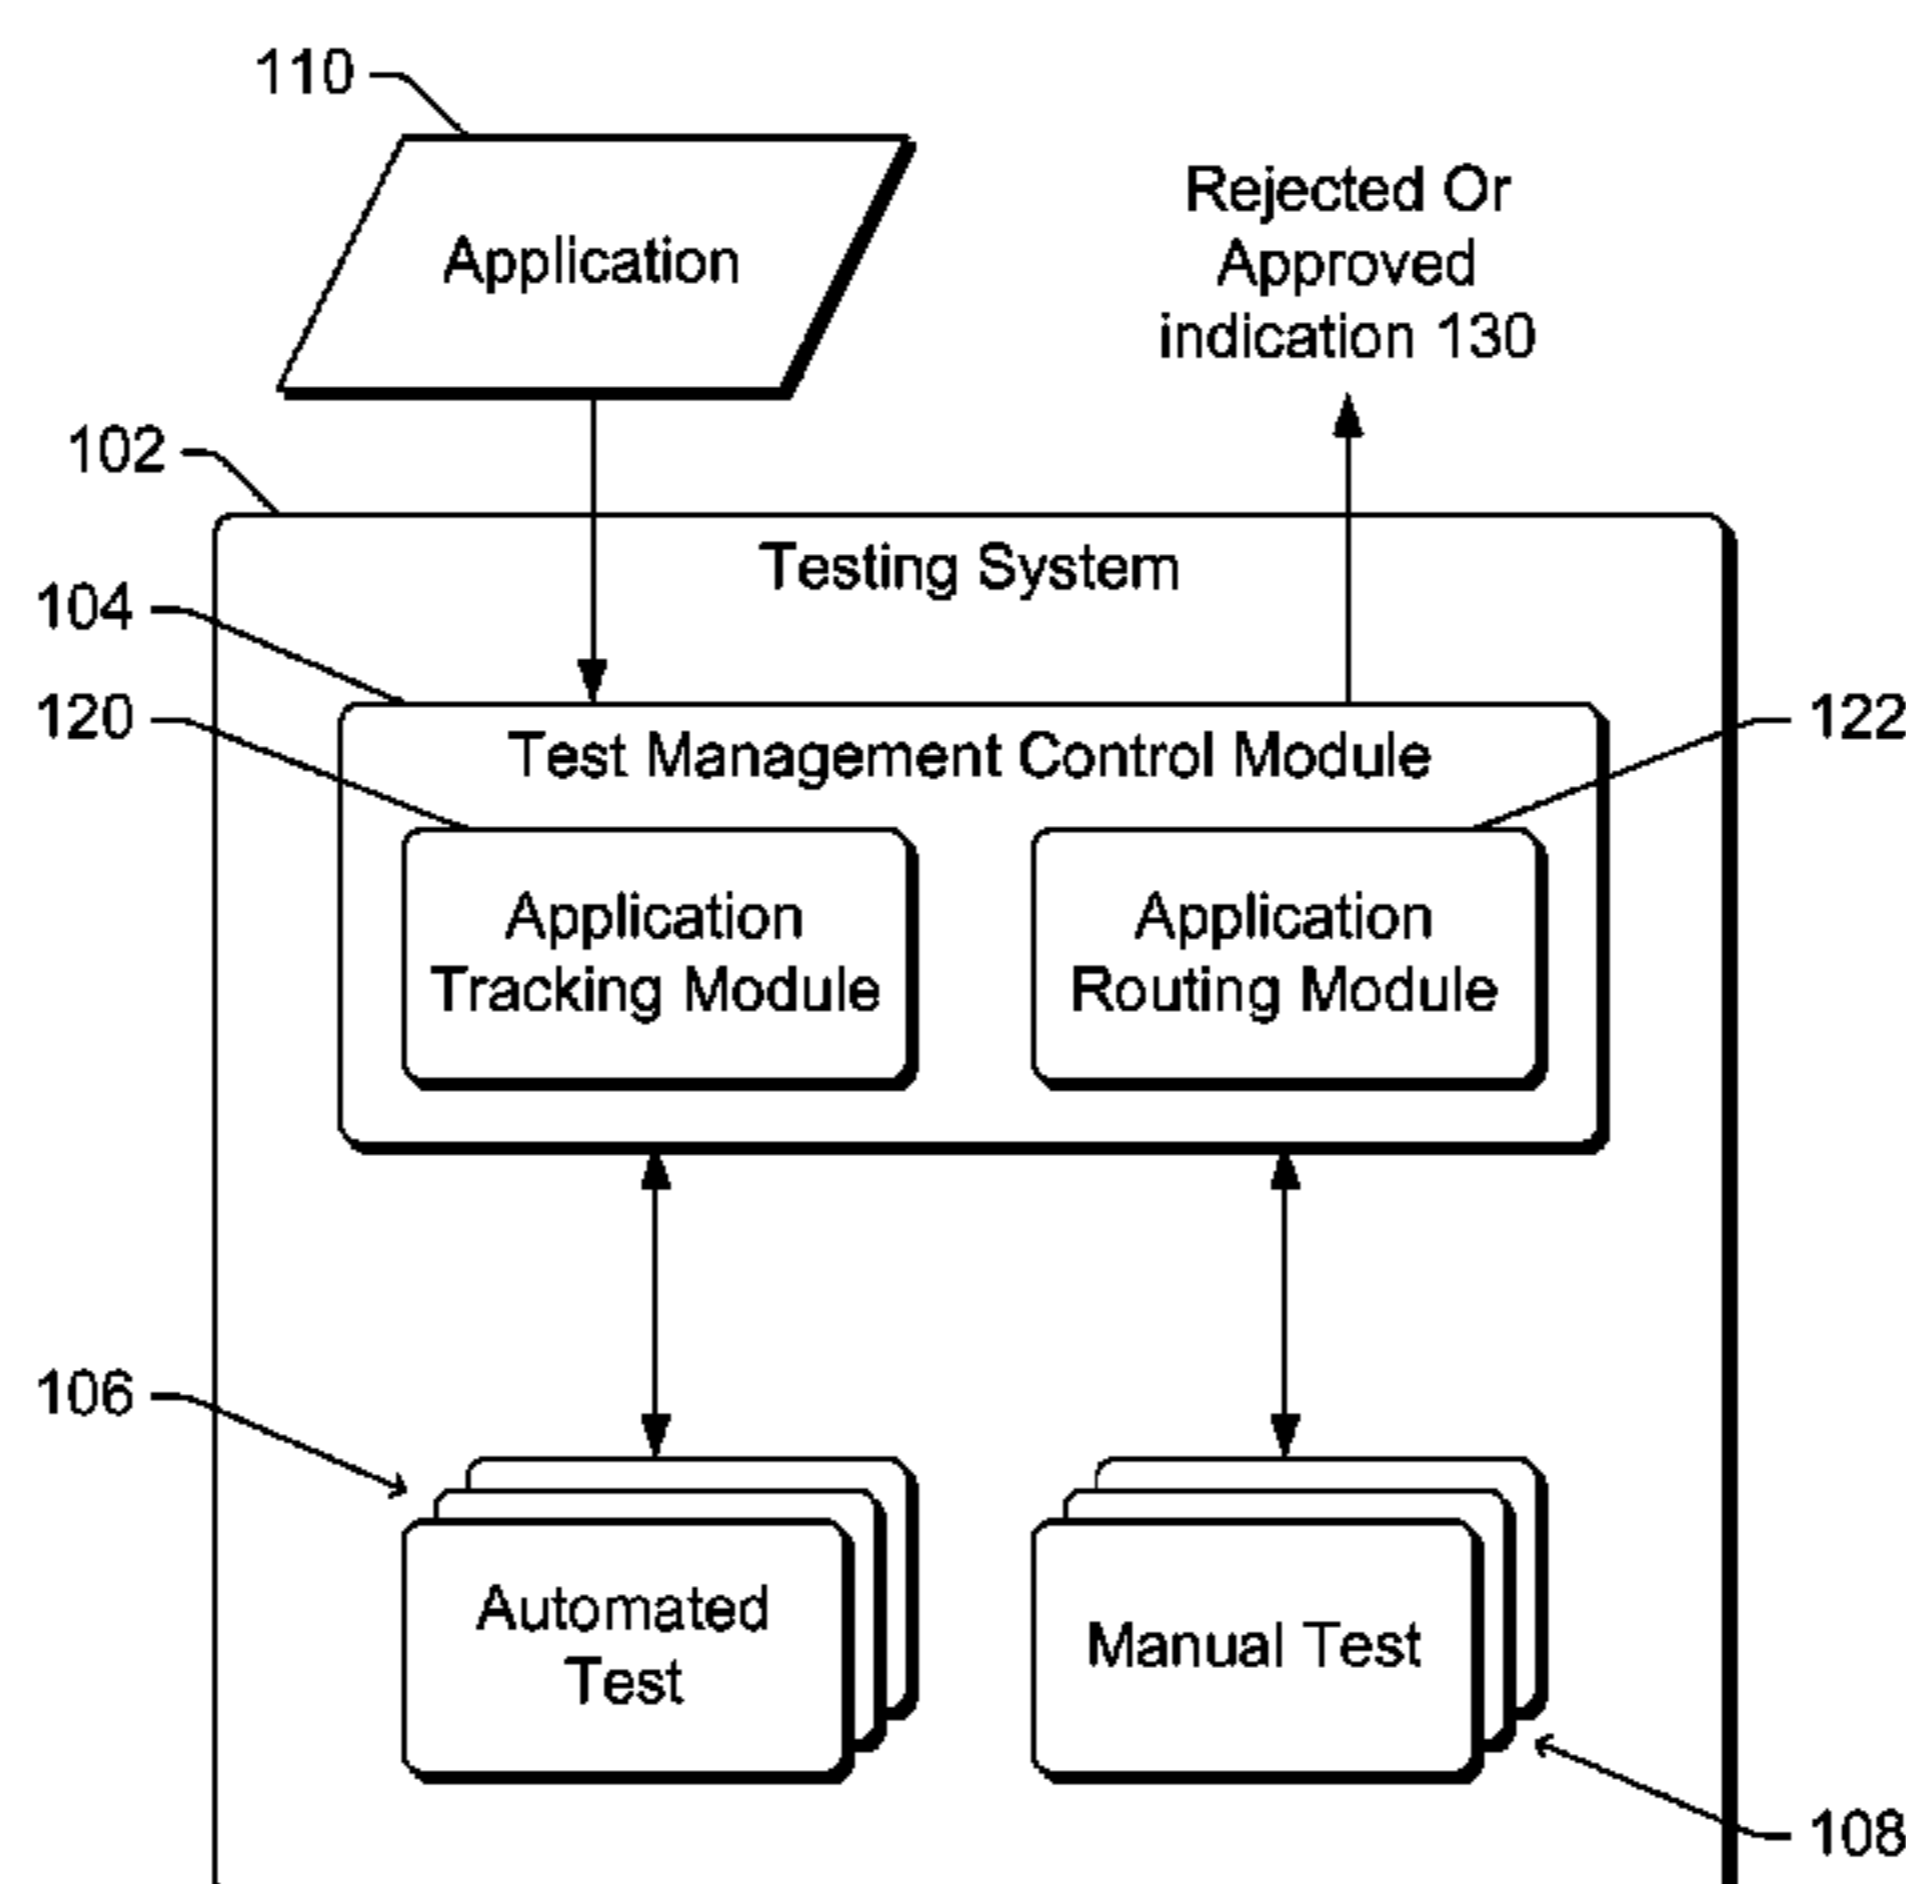 110
Application
Rejected Or
Approved
indication 130
102
Testing System
104
120
122
Test Management Control Module
Application
Tracking Module
Application
Routing Module
106
Automated
Test
Manual Test
108